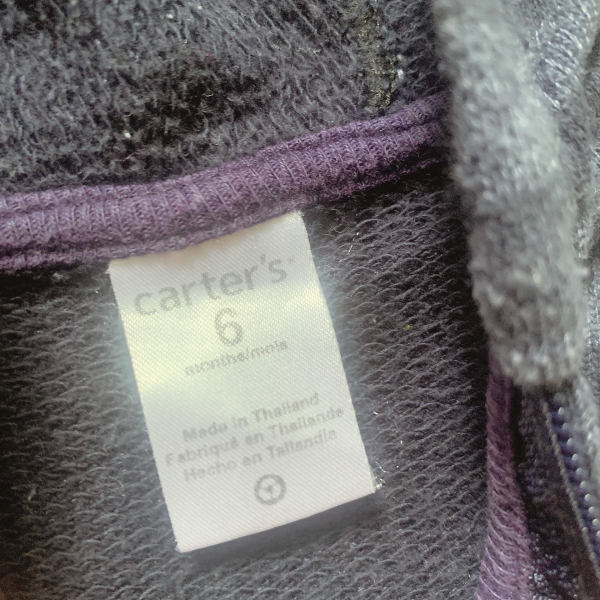 carter's
6
months/mois
Made in Thailand
Fabriqué en Thaïlande
Hecho en Tailandia